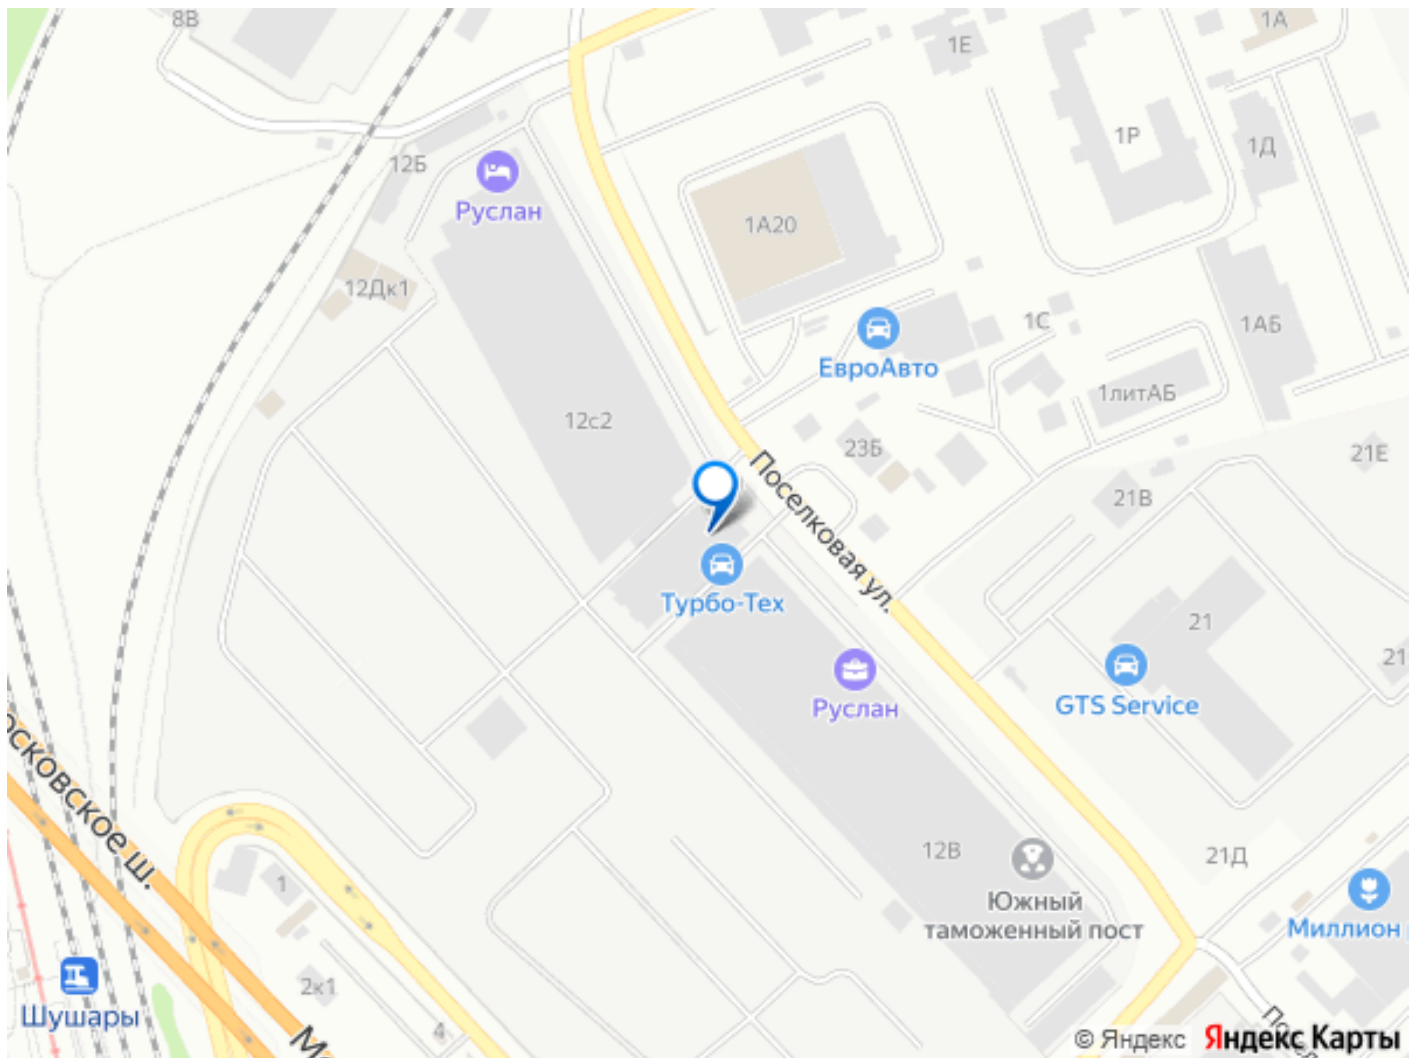 8В
1А
1Е
1Р
12Б
1Д
Руслан
1А20
12Дк1
1С
1АБ
ЕвроАвто
1литАБ
12с2
23Б
21Е
21В
Поселковая ул.
Турбо-Тех
21
21
Руслан
GTS Service
осковское ш.
12В
21Д
1
Южный
таможенный пост
Миллион
2к1
Шушары
4
Мо
Посел
© Яндекс Яндекс Карты